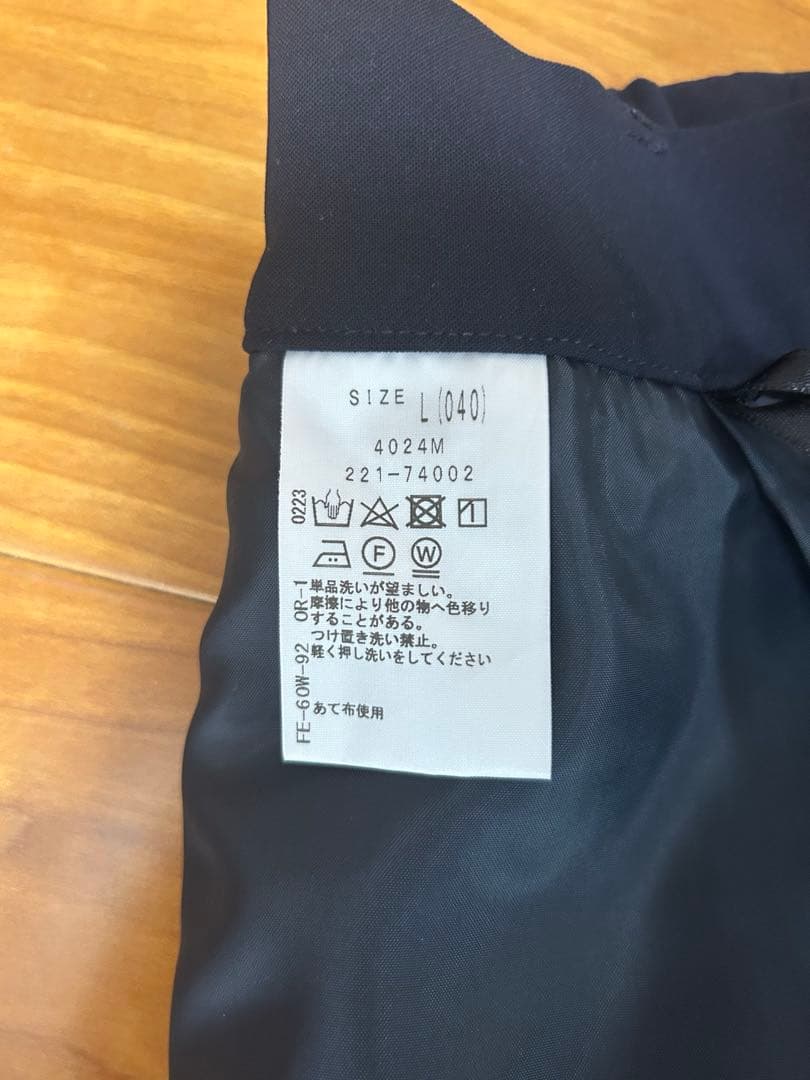 SIZE L(040)
4024M
221-74002
0223
F W
単品洗いが望ましい。
摩擦により他の物へ色移り
することがある。
つけ置き洗い禁止。
軽く押し洗いをしてください
あて布使用
FE-60W-92 OR-1